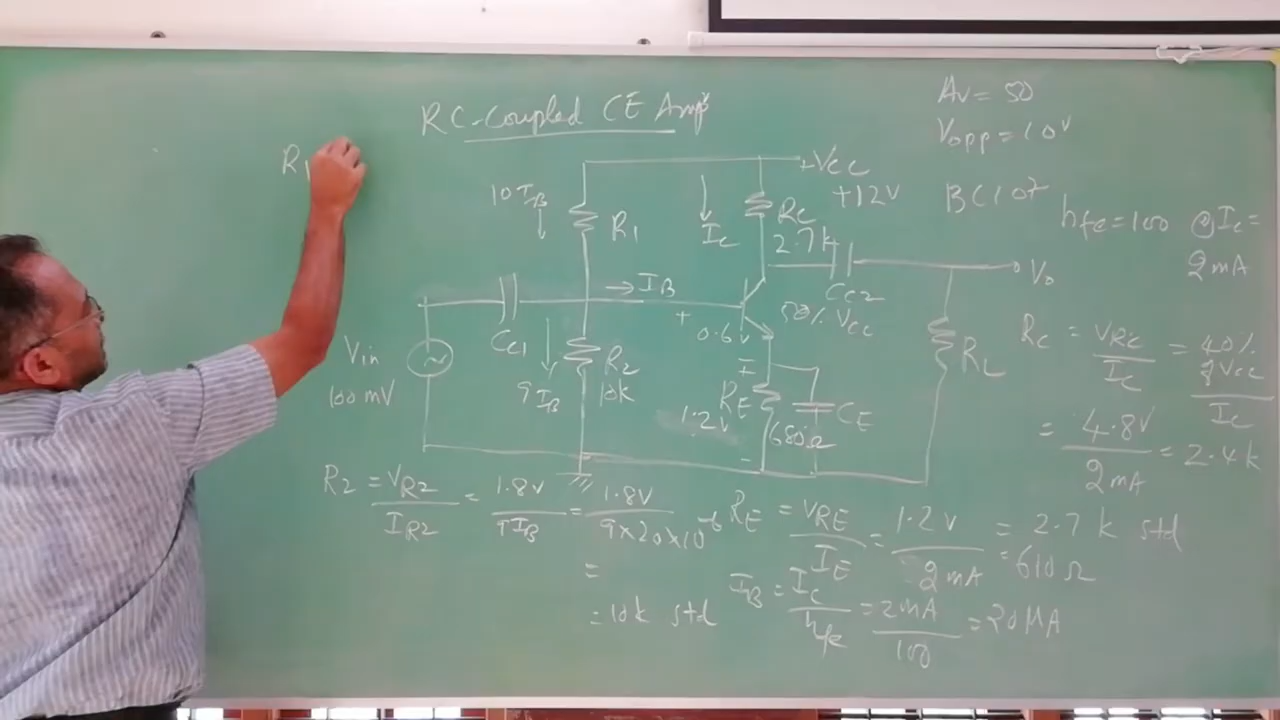 RC-Coupled CE Amp
Av = 50
Vopp = 10V
BC107
hfe = 100 @ Ic = 2mA
R1
10 IB
R1
Ic
RC
2.7k
+Vcc
+12V
CC2
Vo
→ IB
CC1
Vin
100 mV
9IB
R2
10k
+
0.6V
50% Vcc
+
RE
1.2V
680Ω
-
CE
RL
Rc = VRc / Ic = 40% of Vcc / Ic
= 4.8V / 2mA = 2.4k
= 2.7k std
R2 = VR2 / IR2 = 1.8V / 9IB = 1.8V / 9×20×10^-6
=
= 10k std
RE = VRE / IE = 1.2V / 2mA = 610Ω
IB = Ic / hfe = 2mA / 100 = 20μA